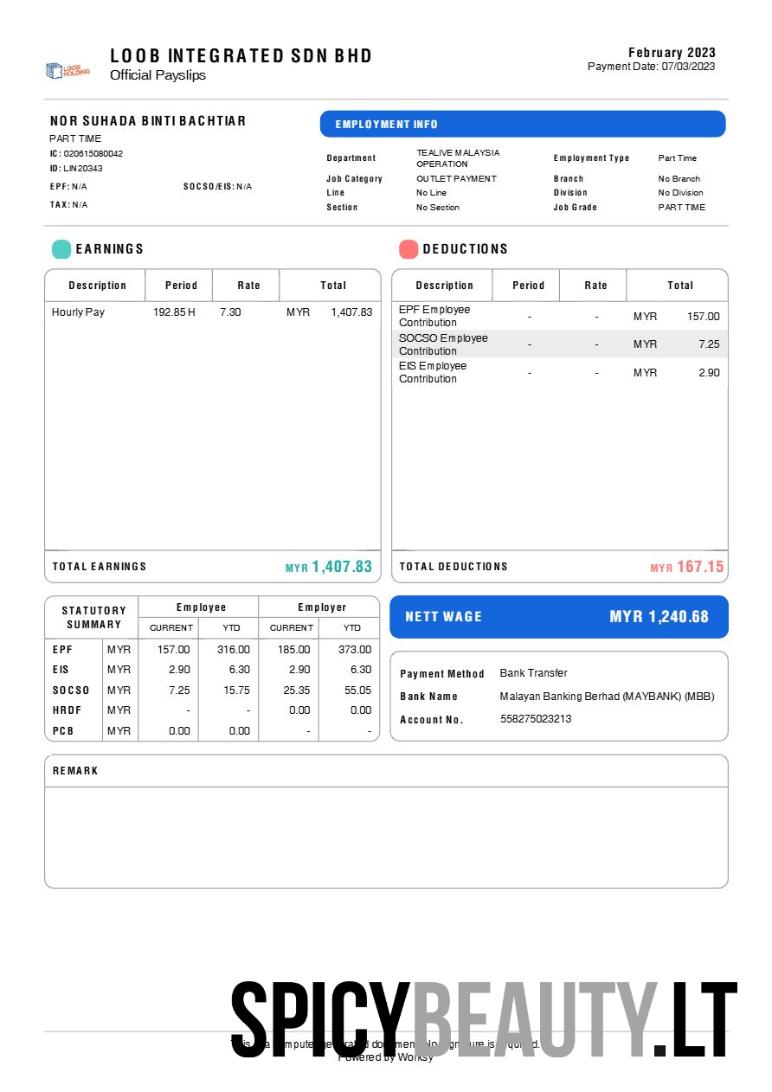 LOOB HOLDING
LOOB INTEGRATED SDN BHD
Official Payslips
February 2023
Payment Date: 07/03/2023
NOR SUHADA BINTI BACHTIAR
PART TIME
IC: 020615080042
ID: LIN20343
EPF: N/A SOCSO/EIS: N/A
TAX: N/A
EMPLOYMENT INFO
Department TEALIVE MALAYSIA OPERATION Employment Type Part Time
Job Category OUTLET PAYMENT Branch No Branch
Line No Line Division No Division
Section No Section Job Grade PART TIME
EARNINGS
Description Period Rate Total
Hourly Pay 192.85 H 7.30 MYR 1,407.83
TOTAL EARNINGS MYR 1,407.83
DEDUCTIONS
Description Period Rate Total
EPF Employee Contribution - - MYR 157.00
SOCSO Employee Contribution - - MYR 7.25
EIS Employee Contribution - - MYR 2.90
TOTAL DEDUCTIONS MYR 167.15
STATUTORY SUMMARY Employee Employer
CURRENT YTD CURRENT YTD
EPF MYR 157.00 316.00 185.00 373.00
EIS MYR 2.90 6.30 2.90 6.30
SOCSO MYR 7.25 15.75 25.35 55.05
HRDF MYR - - 0.00 0.00
PCB MYR 0.00 0.00 - -
NETT WAGE MYR 1,240.68
Payment Method Bank Transfer
Bank Name Malayan Banking Berhad (MAYBANK) (MBB)
Account No. 558275023213
REMARK
SPICYBEAUTY.LT
This is a computer generated document. No signature is required.
Powered by Worksy